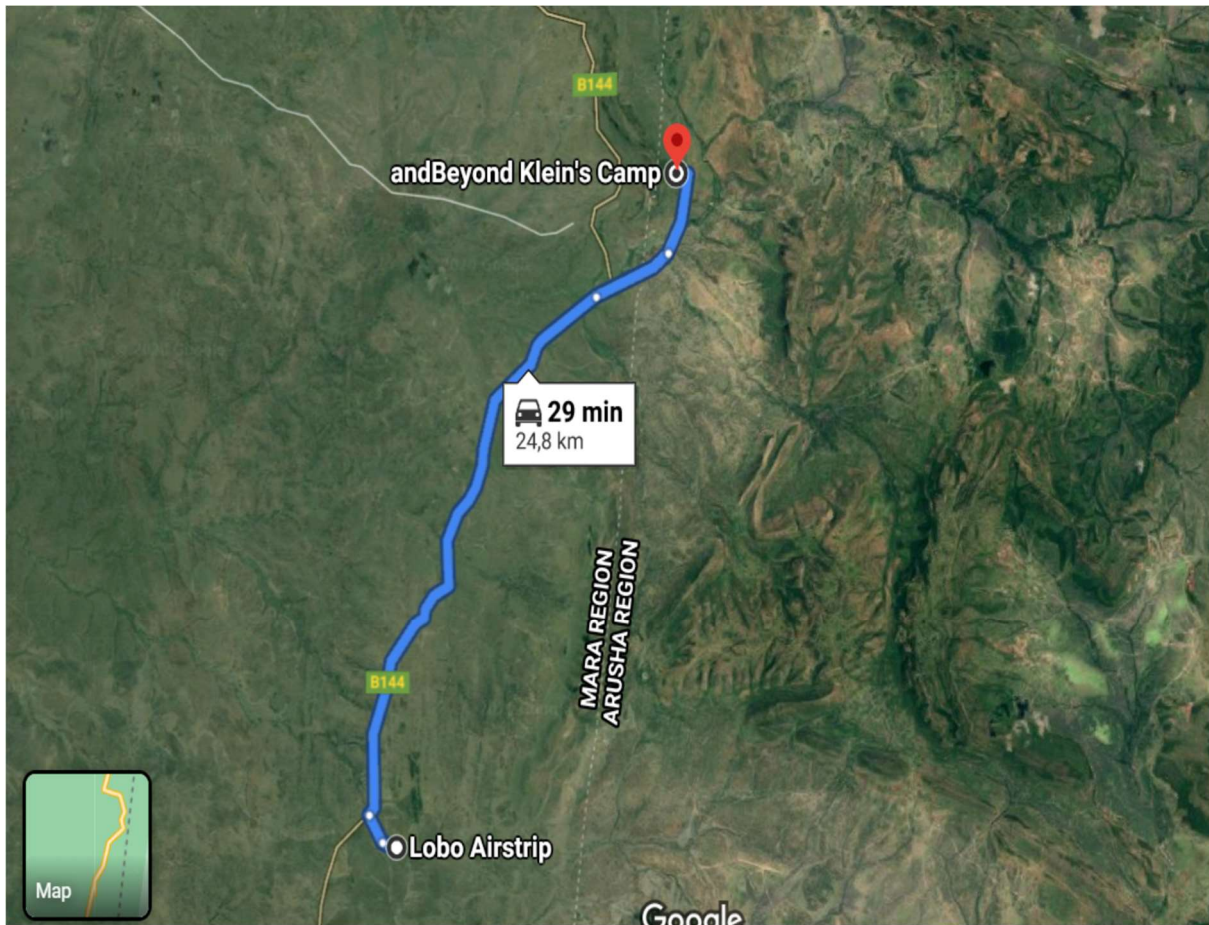 B144
andBeyond Klein's Camp
29 min
24,8 km
MARA REGION
ARUSHA REGION
B144
Lobo Airstrip
Map
Google